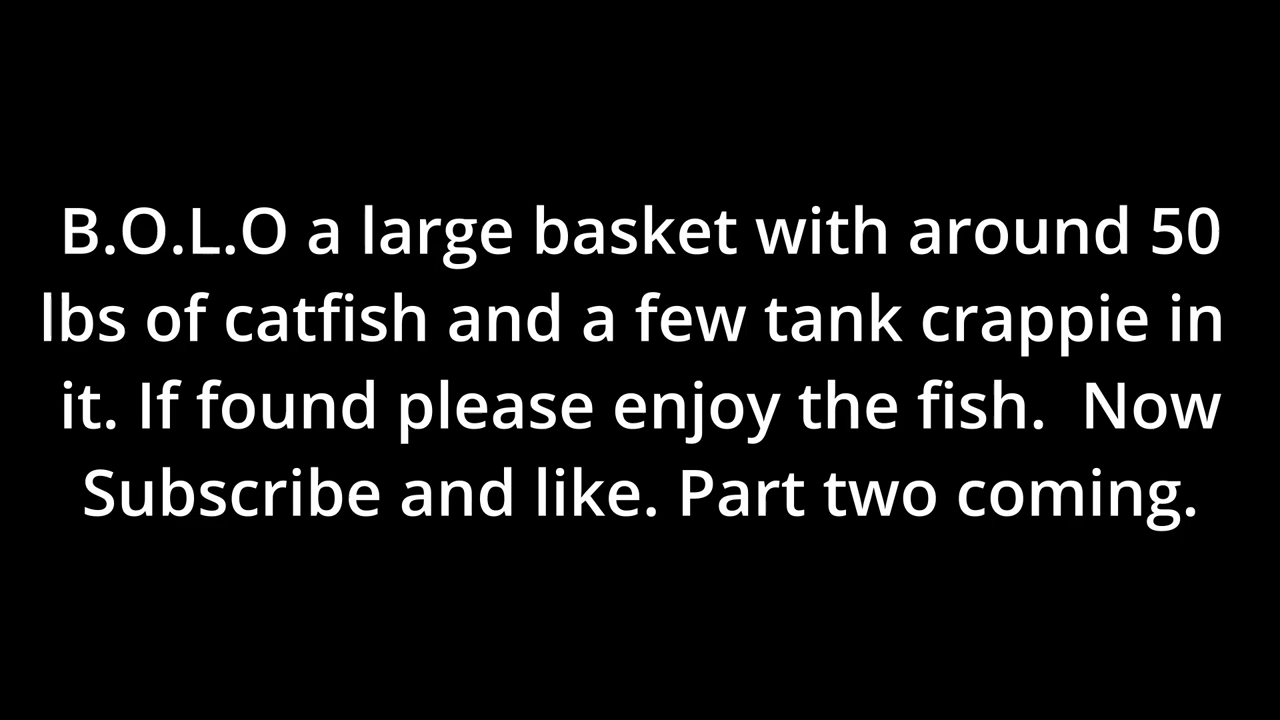 B.O.L.O a large basket with around 50
lbs of catfish and a few tank crappie in
it. If found please enjoy the fish.  Now
Subscribe and like. Part two coming.